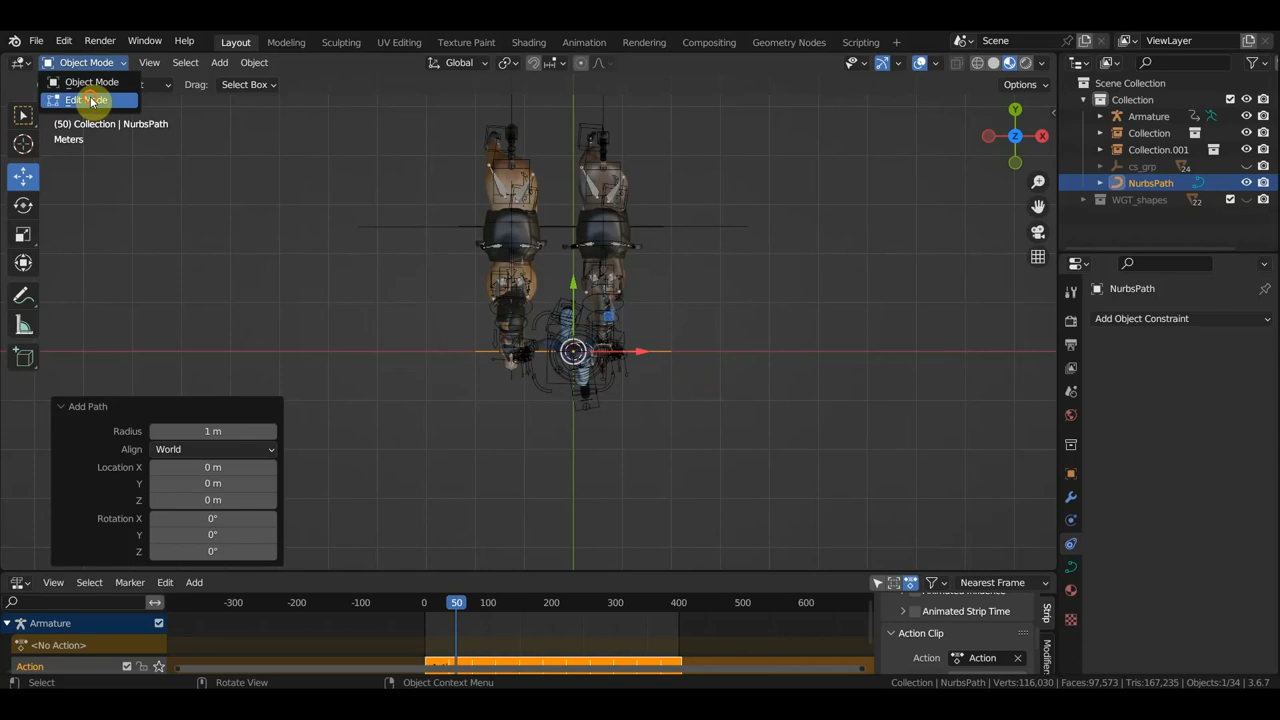 File Edit Render Window Help Layout Modeling Sculpting UV Editing Texture Paint Shading Animation Rendering Compositing Geometry Nodes Scripting Scene ViewLayer
Object Mode View Select Add Object Global
Object Mode Drag: Select Box Options Scene Collection
Edit Mode Collection
(50) Collection | NurbsPath Armature
Meters Collection
Collection.001
cs_grp 24
NurbsPath
WGT_shapes 22
Y
Z X
NurbsPath
Add Object Constraint
Add Path
Radius 1 m
Align World
Location X 0 m
Y 0 m
Z 0 m
Rotation X 0°
Y 0°
Z 0°
View Select Marker Edit Add Nearest Frame
-300 -200 -100 0 50 100 200 300 400 600
Animated Influence
Animated Strip Time
Strip
Armature
<No Action> Action Clip
Action Action Action
Modifiers
Select Rotate View Object Context Menu Collection | NurbsPath | Verts:116,030 | Faces:97,573 | Tris:167,235 | Objects:1/34 | 3.6.7